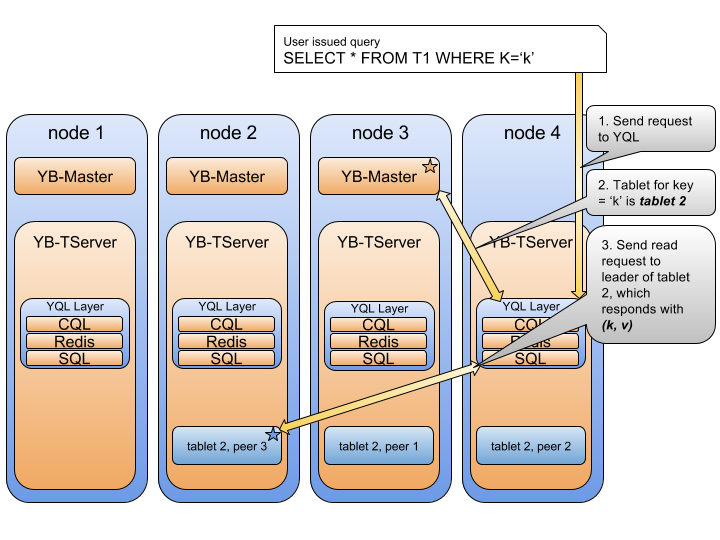 User issued query
SELECT * FROM T1 WHERE K=‘k’
node 1
node 2
node 3
node 4
1. Send request
to YQL
YB-Master
YB-Master
YB-Master
2. Tablet for key
= ‘k’ is tablet 2
YB-TServer
YB-TServer
YB-TServer
YB-TServer
3. Send read
request to
leader of tablet
2, which
responds with
(k, v)
YQL Layer
CQL
Redis
SQL
YQL Layer
CQL
Redis
SQL
YQL Layer
CQL
Redis
SQL
YQL Layer
CQL
Redis
SQL
tablet 2, peer 3
tablet 2, peer 1
tablet 2, peer 2